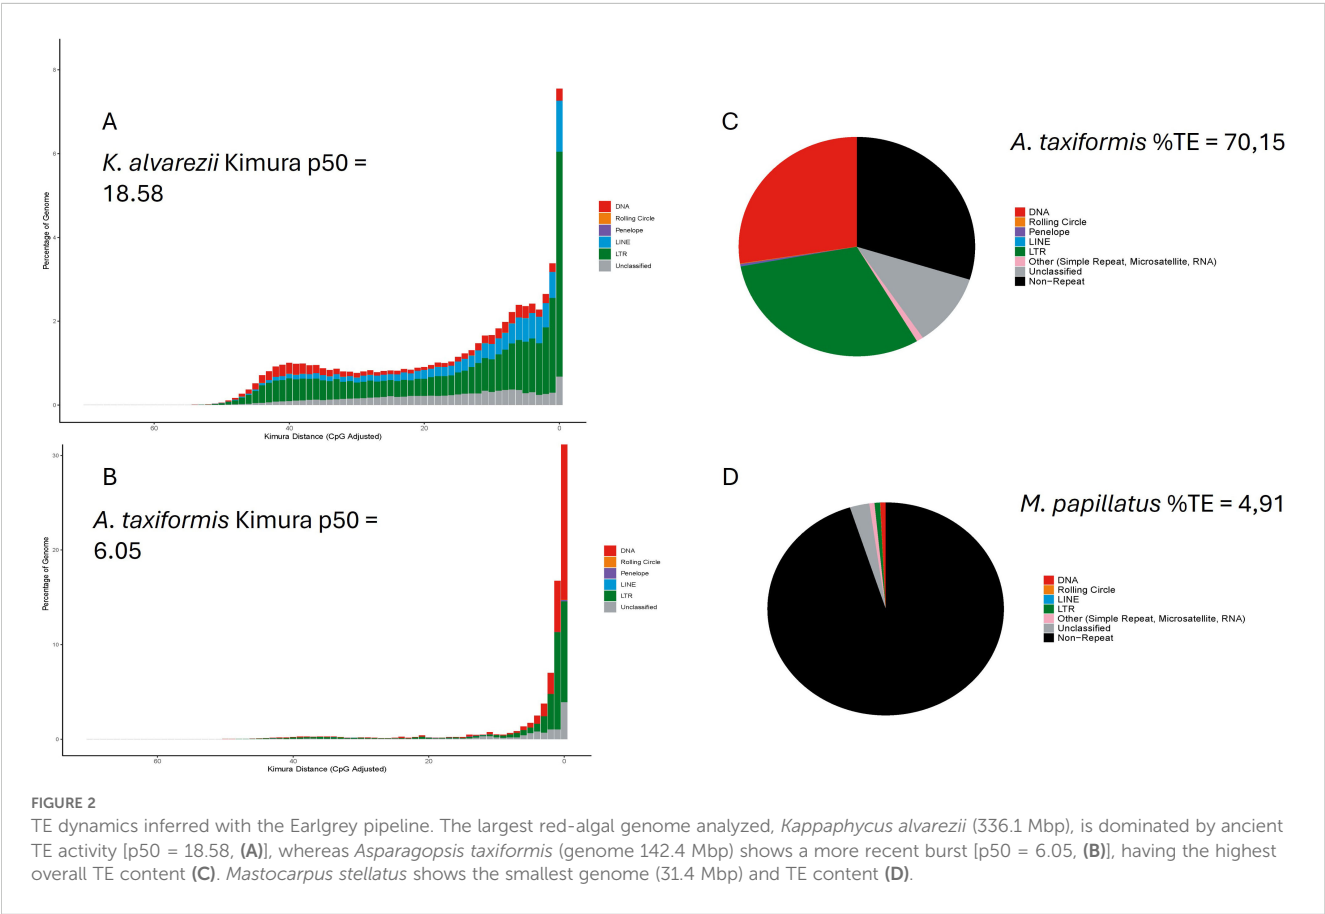 A
K. alvarezii Kimura p50 =
18.58
Percentage of Genome
8
6
4
2
0
60
40
20
0
Kimura Distance (CpG Adjusted)
DNA
Rolling Circle
Penelope
LINE
LTR
Unclassified
B
A. taxiformis Kimura p50 =
6.05
Percentage of Genome
30
20
10
0
60
40
20
0
Kimura Distance (CpG Adjusted)
DNA
Rolling Circle
Penelope
LINE
LTR
Unclassified
C
A. taxiformis %TE = 70,15
DNA
Rolling Circle
Penelope
LINE
LTR
Other (Simple Repeat, Microsatellite, RNA)
Unclassified
Non−Repeat
D
M. papillatus %TE = 4,91
DNA
Rolling Circle
LINE
LTR
Other (Simple Repeat, Microsatellite, RNA)
Unclassified
Non−Repeat
FIGURE 2
TE dynamics inferred with the Earlgrey pipeline. The largest red-algal genome analyzed, Kappaphycus alvarezii (336.1 Mbp), is dominated by ancient
TE activity [p50 = 18.58, (A)], whereas Asparagopsis taxiformis (genome 142.4 Mbp) shows a more recent burst [p50 = 6.05, (B)], having the highest
overall TE content (C). Mastocarpus stellatus shows the smallest genome (31.4 Mbp) and TE content (D).